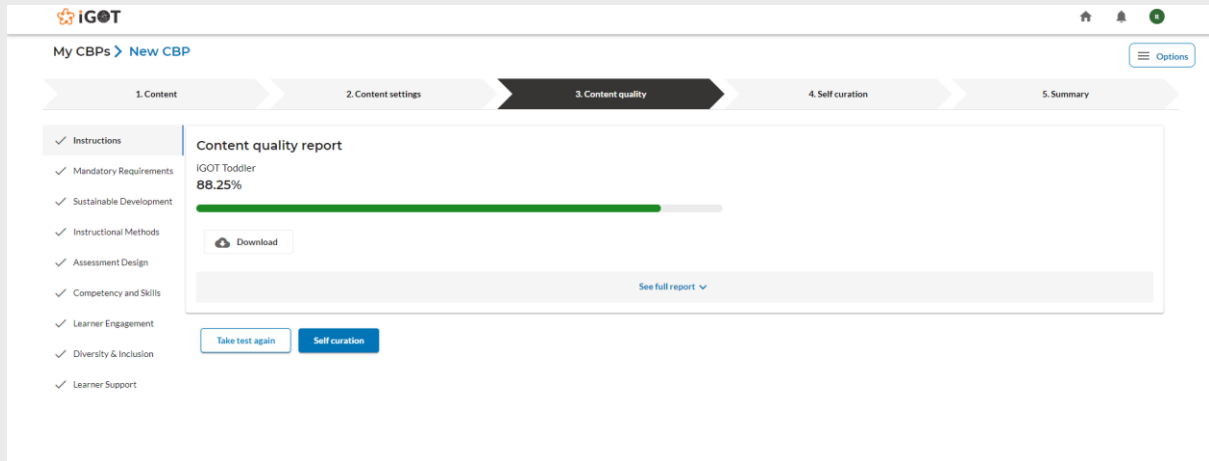 iGOT
R
My CBPs > New CBP
Options
1. Content
2. Content settings
3. Content quality
4. Self curation
5. Summary
Instructions
Mandatory Requirements
Sustainable Development
Instructional Methods
Assessment Design
Competency and Skills
Learner Engagement
Diversity & Inclusion
Learner Support
Content quality report
iGOT Toddler
88.25%
Download
See full report
Take test again
Self curation